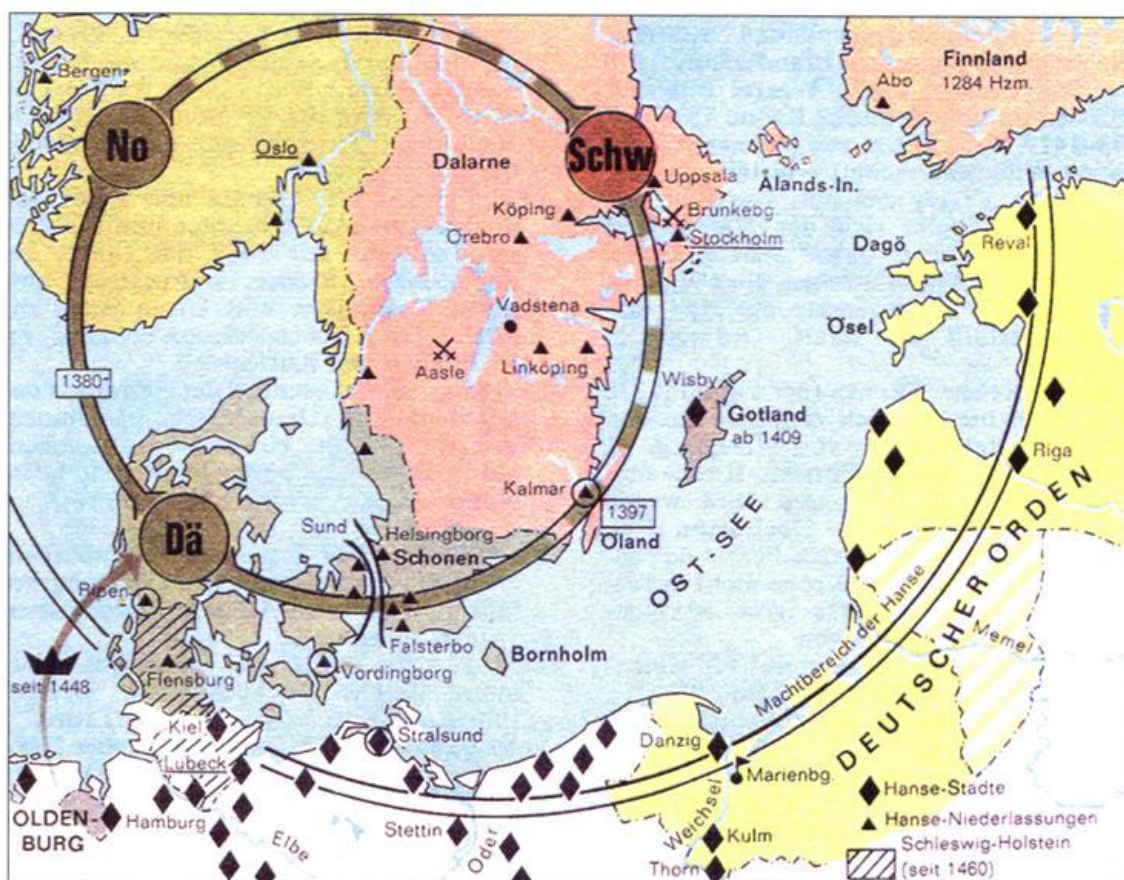 Bergen
No
Oslo
Dalarne
Schw
Finnland
1284 Hzm.
Abo
Uppsala
Ålands-In.
Köping
Brunkebg
Örebro
Stockholm
Dagö
Reval
Vadstena
Ösel
Aasle
Linköping
1380
Wisby
Gotland
ab 1409
Riga
Kalmar
1397
Öland
Dä
Sund
Helsingborg
Schonen
OST-SEE
Ripen
Falsterbo
Bornholm
Vordingborg
seit 1448
Flensburg
Machtbereich der Hanse
DEUTSCHER ORDEN
Memel
Kiel
Stralsund
Danzig
Lübeck
Marienbg.
Weichsel
Hanse-Städte
OLDEN-
BURG
Hamburg
Elbe
Stettin
Oder
Kulm
Thorn
Hanse-Niederlassungen
Schleswig-Holstein
(seit 1460)